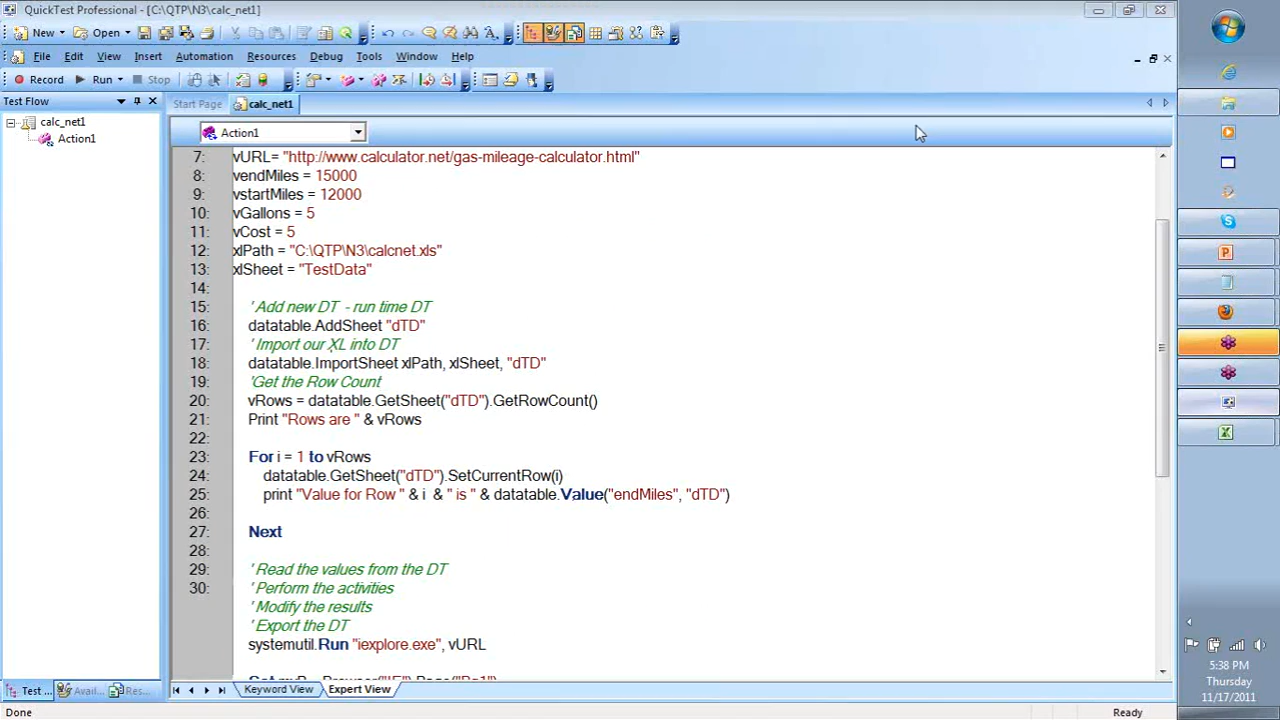 QuickTest Professional - [C:\QTP\N3\calc_net1]
New Open
File Edit View Insert Automation Resources Debug Tools Window Help
Record Run Stop
Test Flow
Start Page calc_net1
calc_net1
Action1
Action1
7: vURL= "http://www.calculator.net/gas-mileage-calculator.html"
8: vendMiles = 15000
9: vstartMiles = 12000
10: vGallons = 5
11: vCost = 5
12: xlPath = "C:\QTP\N3\calcnet.xls"
13: xlSheet = "TestData"
14:
15: ' Add new DT - run time DT
16: datatable.AddSheet "dTD"
17: ' Import our XL into DT
18: datatable.ImportSheet xlPath, xlSheet, "dTD"
19: 'Get the Row Count
20: vRows = datatable.GetSheet("dTD").GetRowCount()
21: Print "Rows are " & vRows
22:
23: For i = 1 to vRows
24: datatable.GetSheet("dTD").SetCurrentRow(i)
25: print "Value for Row " & i & " is " & datatable.Value("endMiles", "dTD")
26:
27: Next
28:
29: ' Read the values from the DT
30: ' Perform the activities
' Modify the results
' Export the DT
systemutil.Run "iexplore.exe", vURL
Test ... Avai... Res...
Keyword View Expert View
Done
Ready
5:38 PM
Thursday
11/17/2011